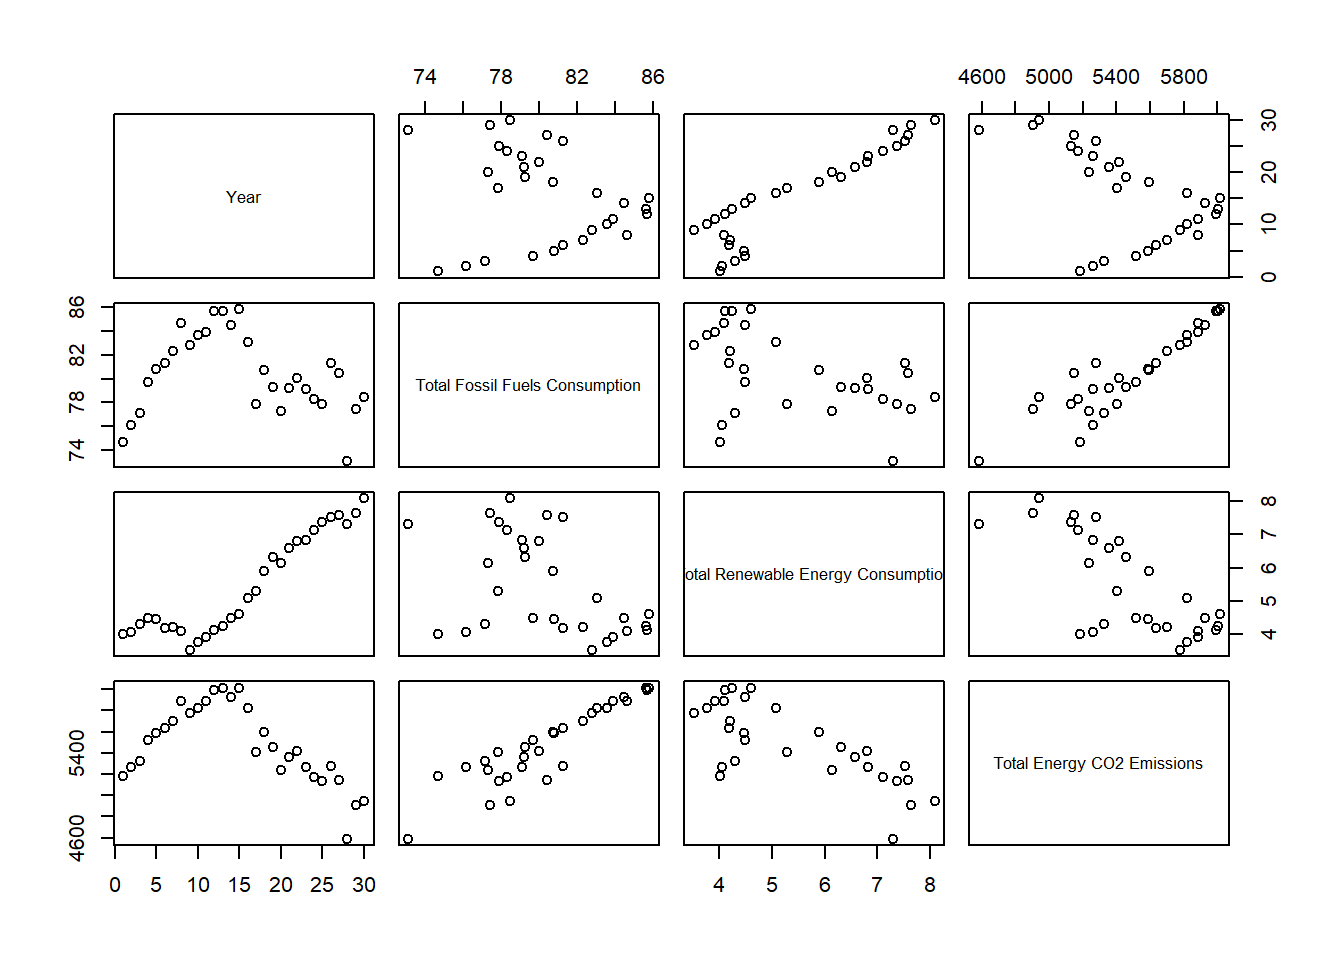 74 78 82 86
4600 5000 5400 5800
Year
0 10 20 30
74 78 82 86
Total Fossil Fuels Consumption
otal Renewable Energy Consumptio
4 5 6 7 8
4600 5400
Total Energy CO2 Emissions
0 5 10 15 20 25 30
4 5 6 7 8